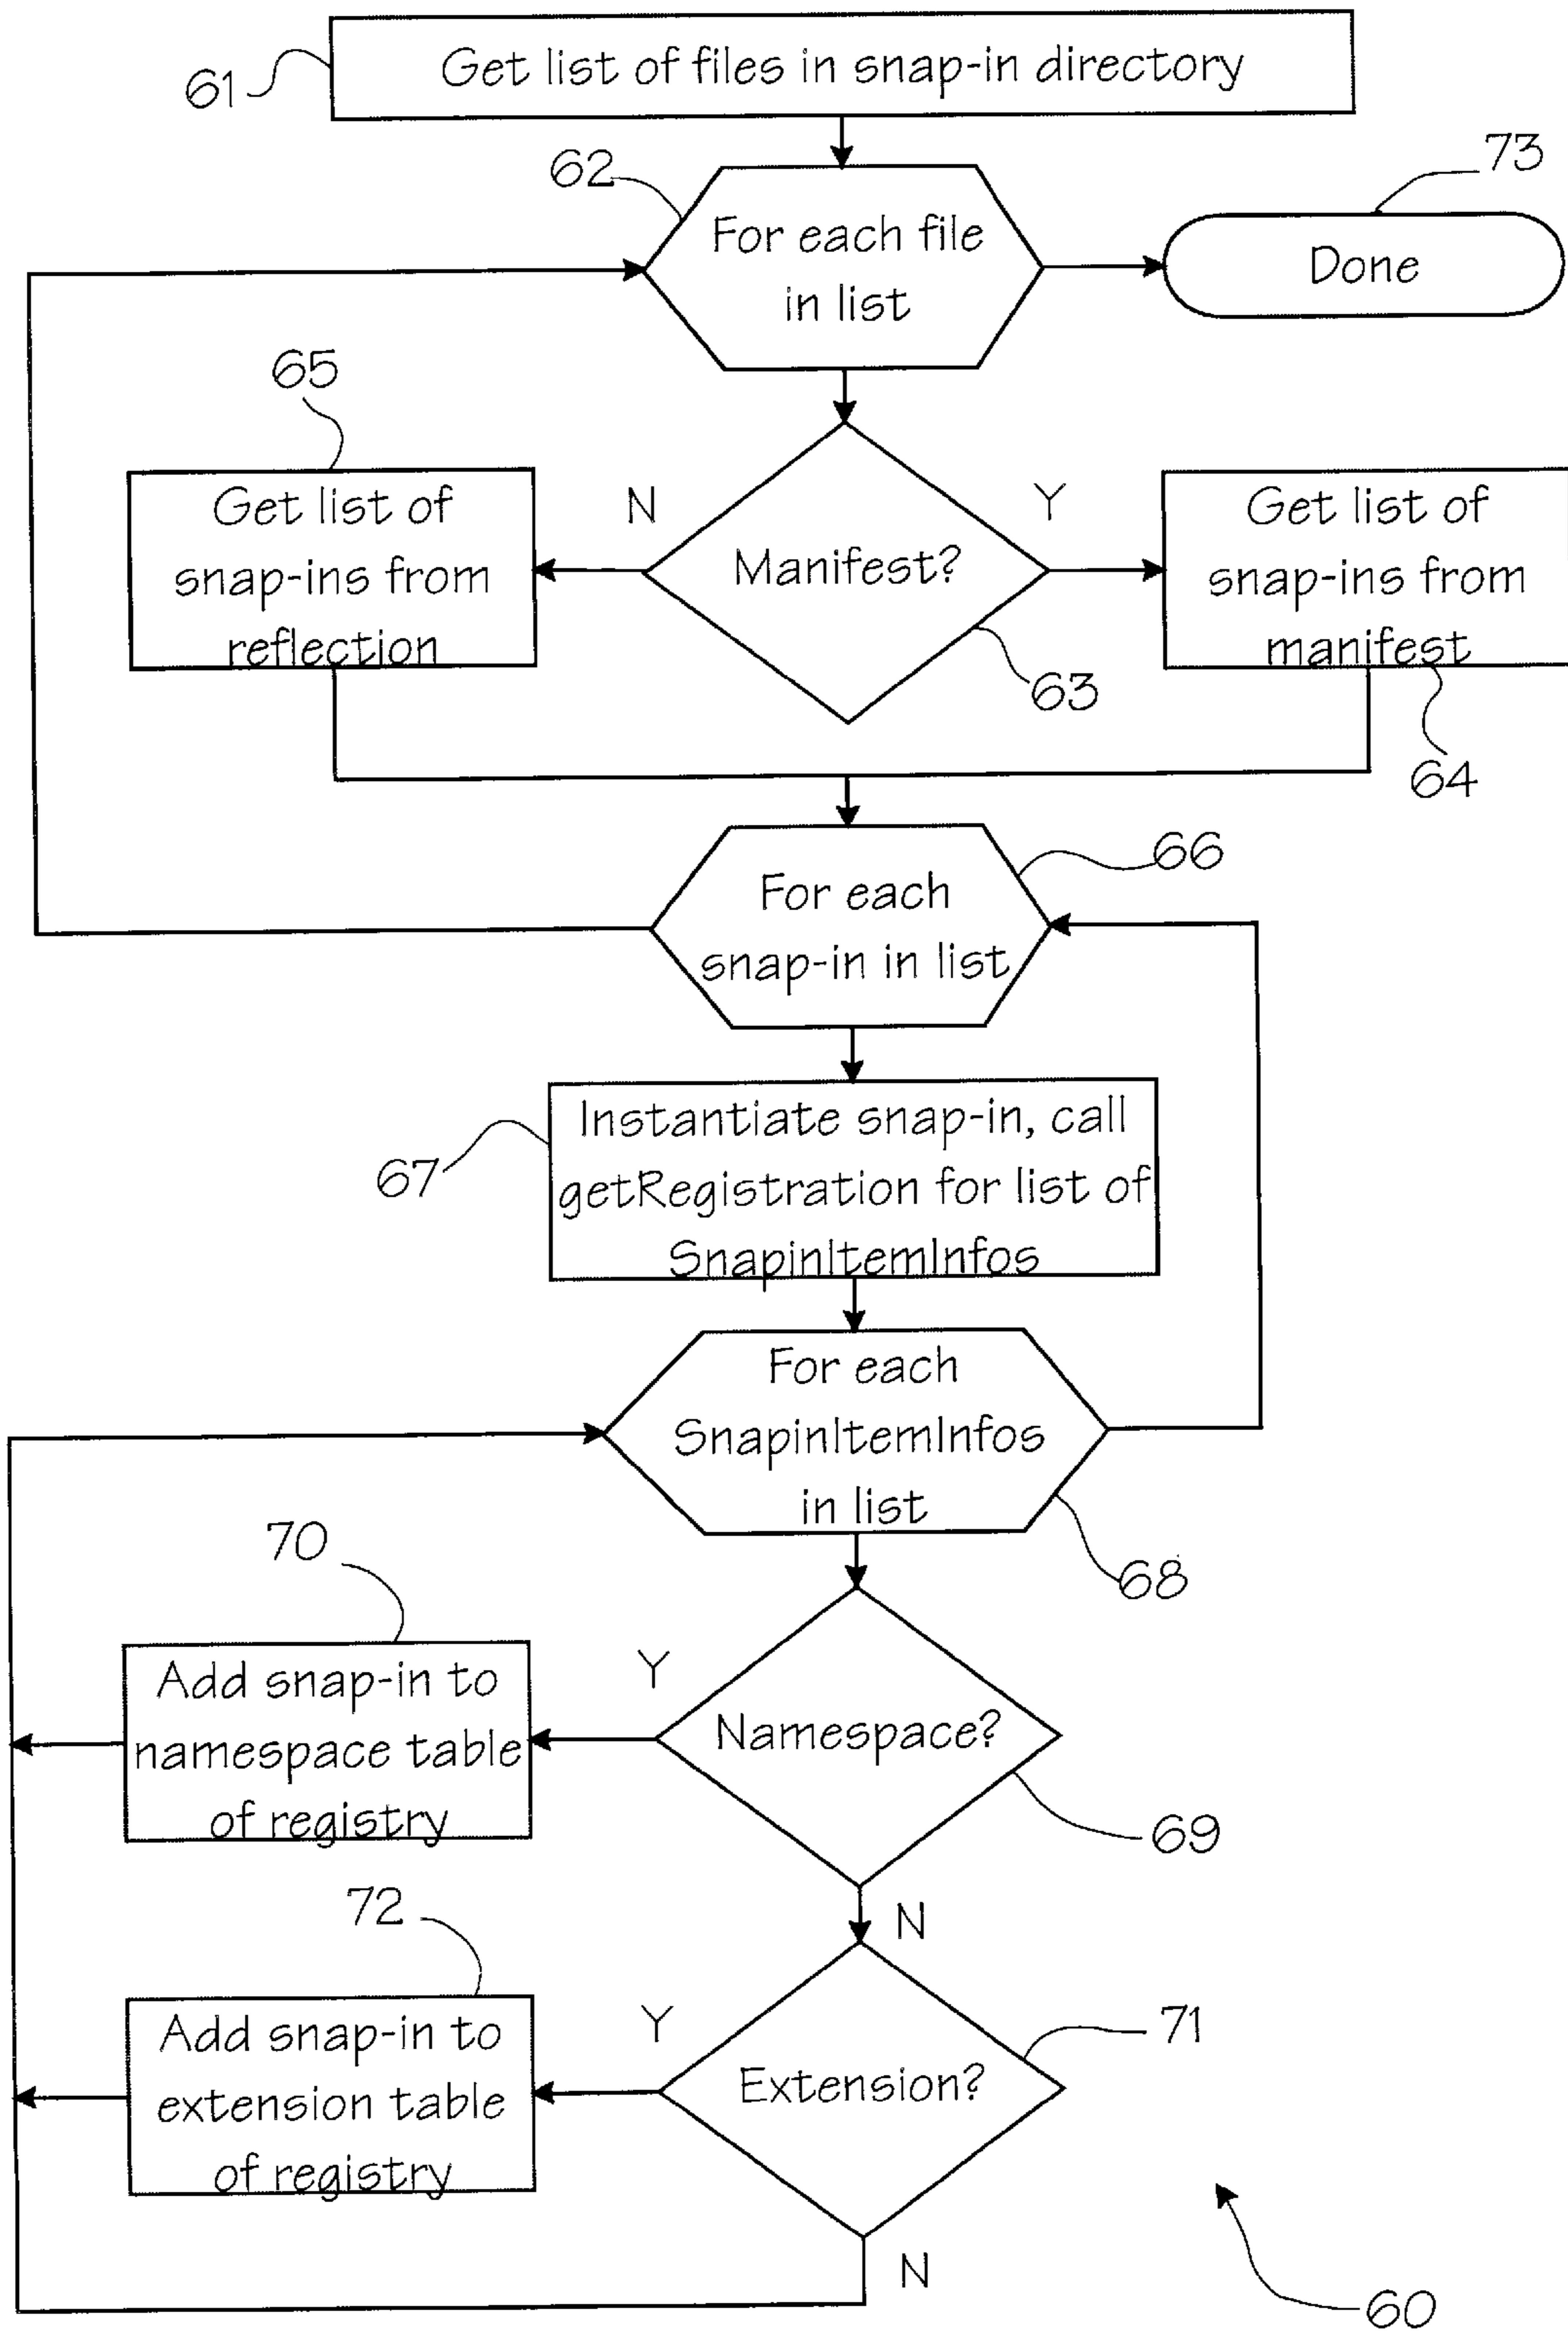 61
Get list of files in snap-in directory
62
73
For each file
in list
Done
65
Get list of
snap-ins from
reflection
N
Manifest?
Y
Get list of
snap-ins from
manifest
63
64
66
For each
snap-in in list
67
Instantiate snap-in, call
getRegistration for list of
SnapinItemInfos
For each
SnapinItemInfos
in list
68
70
Add snap-in to
namespace table
of registry
Y
Namespace?
69
N
72
Add snap-in to
extension table
of registry
Y
Extension?
71
N
60